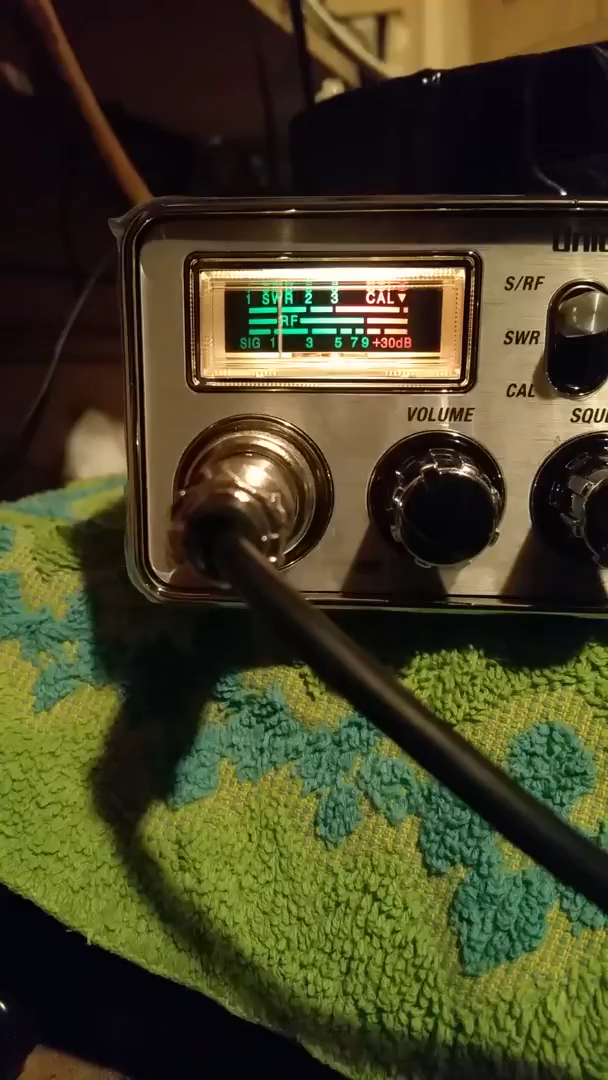 S/RF
1 SWR 2 3 CAL▼
RF
SIG 1 3 5 7 9 +30dB
SWR
CAL
VOLUME